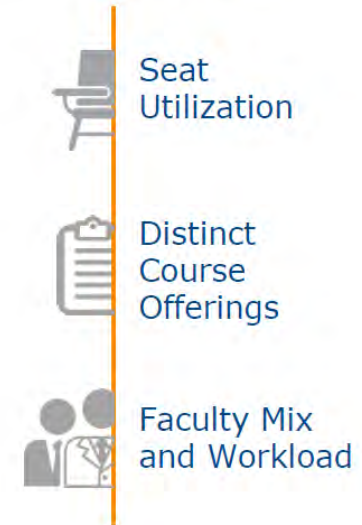 Seat
Utilization
Distinct
Course
Offerings
Faculty Mix
and Workload